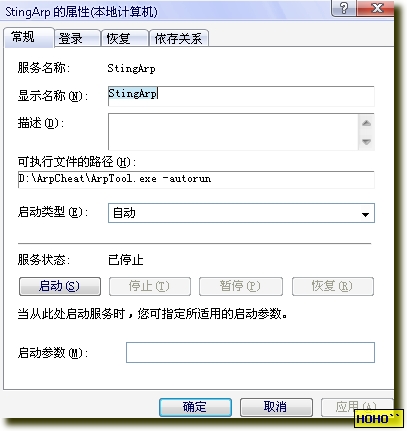 StingArp 的属性(本地计算机)
常规 登录 恢复 依存关系
服务名称: StingArp
显示名称(N): StingArp
描述(D):
可执行文件的路径(H):
D:\ArpCheat\ArpTool.exe -autorun
启动类型(E): 自动
服务状态: 已停止
启动(S) 停止(T) 暂停(P) 恢复(R)
当从此处启动服务时，您可指定所适用的启动参数。
启动参数(M):
确定 取消 应用(A)
HOHO``